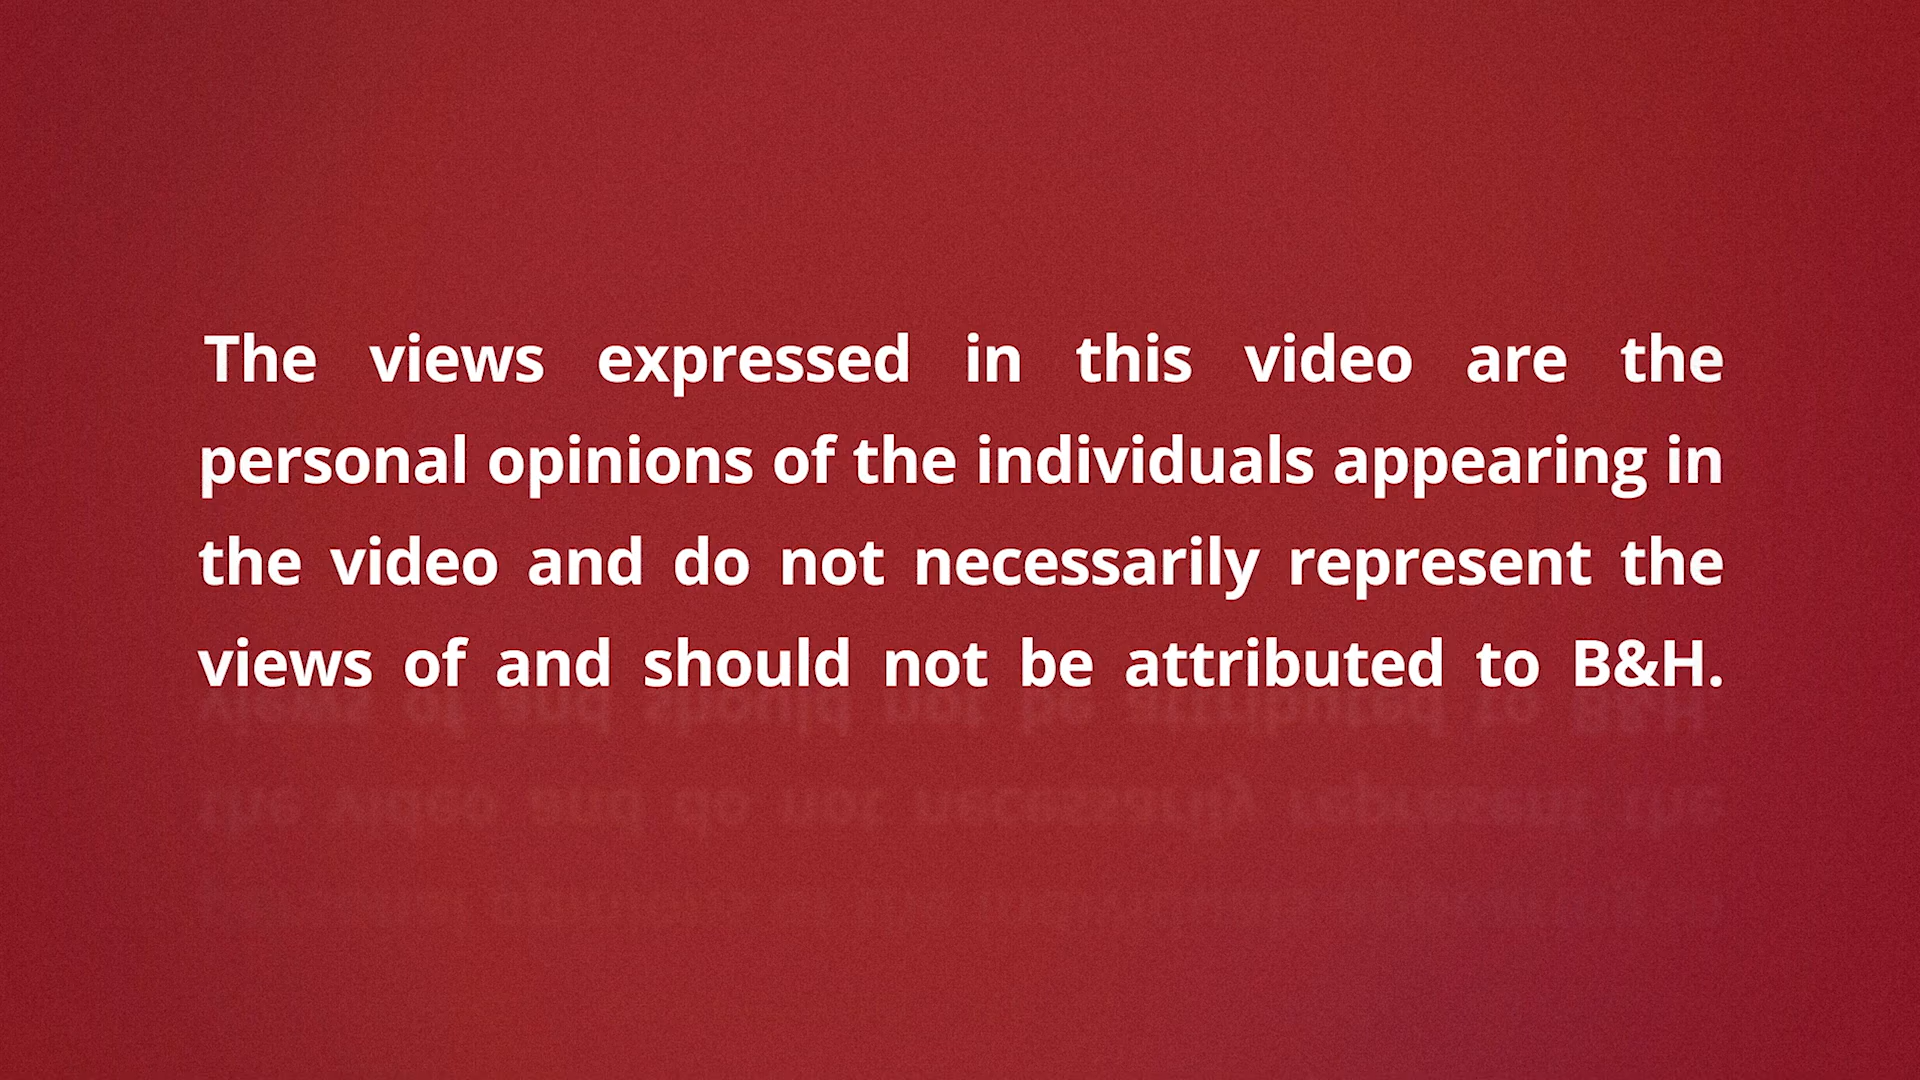 The views expressed in this video are the
personal opinions of the individuals appearing in
the video and do not necessarily represent the
views of and should not be attributed to B&H.